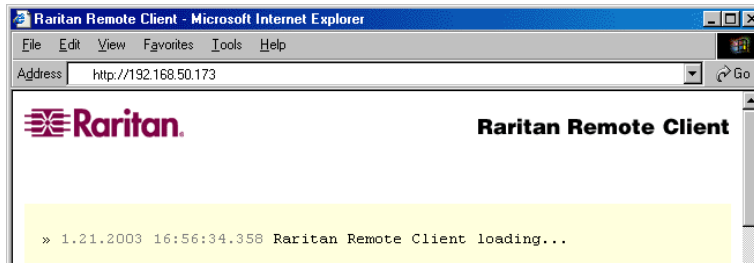 Raritan Remote Client - Microsoft Internet Explorer
File Edit View Favorites Tools Help
Address http://192.168.50.173 Go
Raritan. Raritan Remote Client
» 1.21.2003 16:56:34.358 Raritan Remote Client loading...